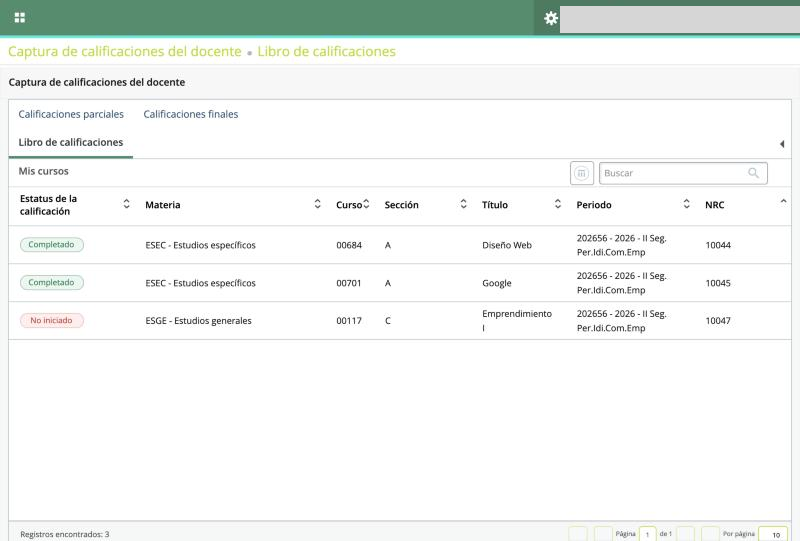 Captura de calificaciones del docente • Libro de calificaciones
Captura de calificaciones del docente
Calificaciones parciales Calificaciones finales
Libro de calificaciones
Mis cursos Buscar
Estatus de la calificación Materia Curso Sección Título Periodo NRC
Completado ESEC - Estudios específicos 00684 A Diseño Web 202656 - 2026 - II Seg. Per.Idi.Com.Emp 10044
Completado ESEC - Estudios específicos 00701 A Google 202656 - 2026 - II Seg. Per.Idi.Com.Emp 10045
No iniciado ESGE - Estudios generales 00117 C Emprendimiento I 202656 - 2026 - II Seg. Per.Idi.Com.Emp 10047
Registros encontrados: 3 Página 1 de 1 Por página 10